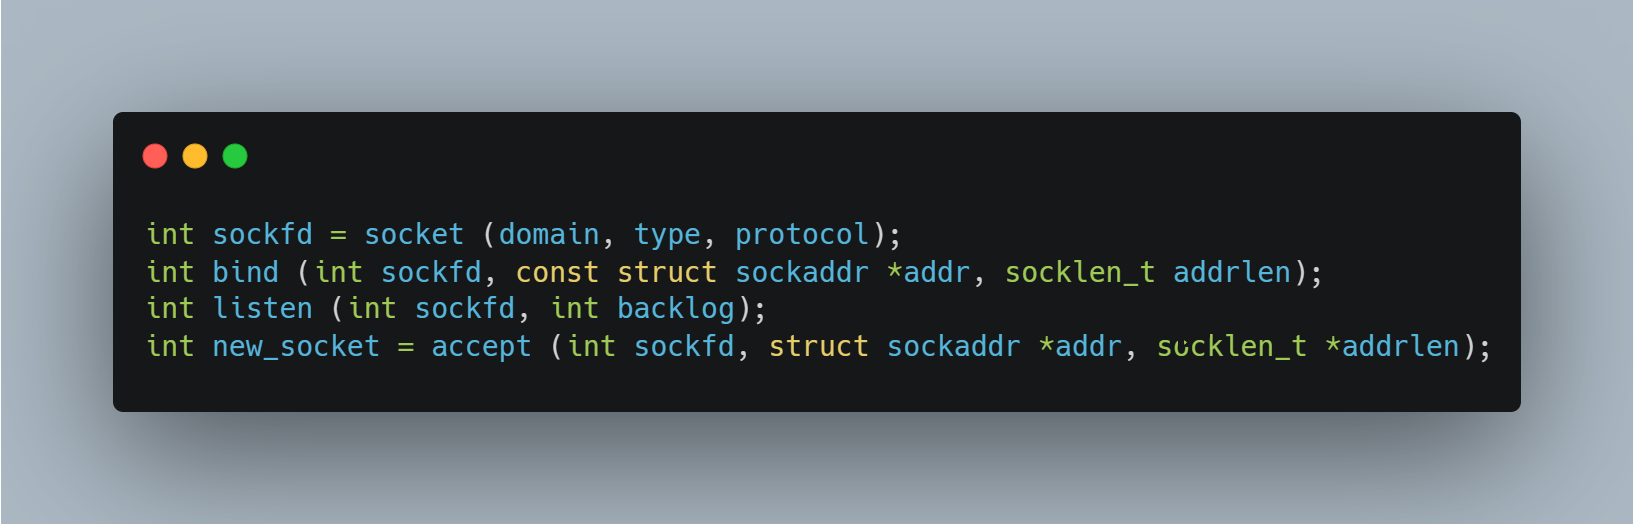 int sockfd = socket (domain, type, protocol);
int bind (int sockfd, const struct sockaddr *addr, socklen_t addrlen);
int listen (int sockfd, int backlog);
int new_socket = accept (int sockfd, struct sockaddr *addr, socklen_t *addrlen);